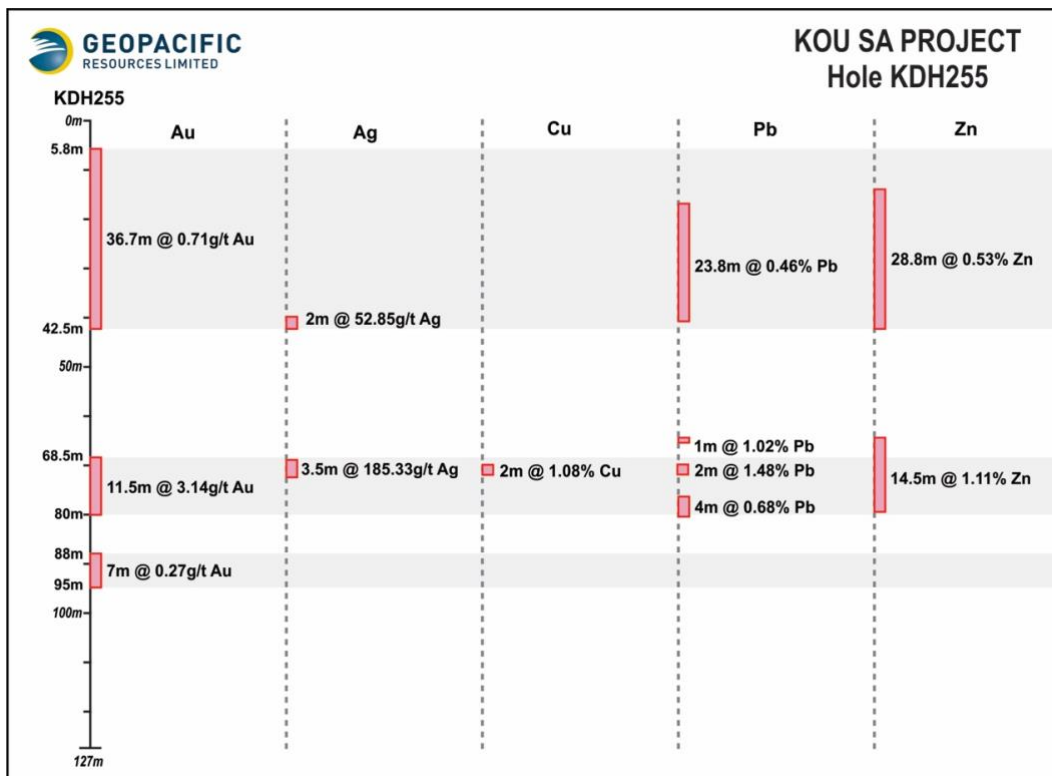 GEOPACIFIC
RESOURCES LIMITED
KOU SA PROJECT
Hole KDH255
KDH255
0m
Au
Ag
Cu
Pb
Zn
5.8m
36.7m @ 0.71g/t Au
23.8m @ 0.46% Pb
28.8m @ 0.53% Zn
2m @ 52.85g/t Ag
42.5m
50m
1m @ 1.02% Pb
68.5m
3.5m @ 185.33g/t Ag
2m @ 1.08% Cu
2m @ 1.48% Pb
14.5m @ 1.11% Zn
11.5m @ 3.14g/t Au
4m @ 0.68% Pb
80m
88m
7m @ 0.27g/t Au
95m
100m
127m